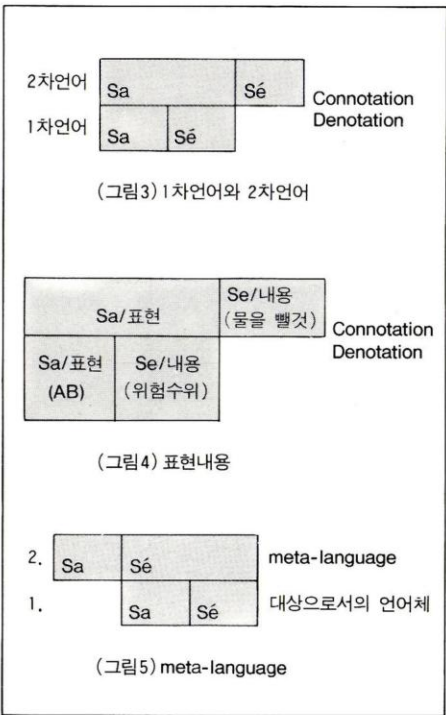 2차언어 Sa Sé Connotation
1차언어 Sa Sé Denotation
(그림3) 1차언어와 2차언어
Sa/표현 Se/내용 (물을 뺄것) Connotation
Sa/표현 (AB) Se/내용 (위험수위) Denotation
(그림4) 표현내용
2. Sa Sé meta-language
1. Sa Sé 대상으로서의 언어체
(그림5) meta-language